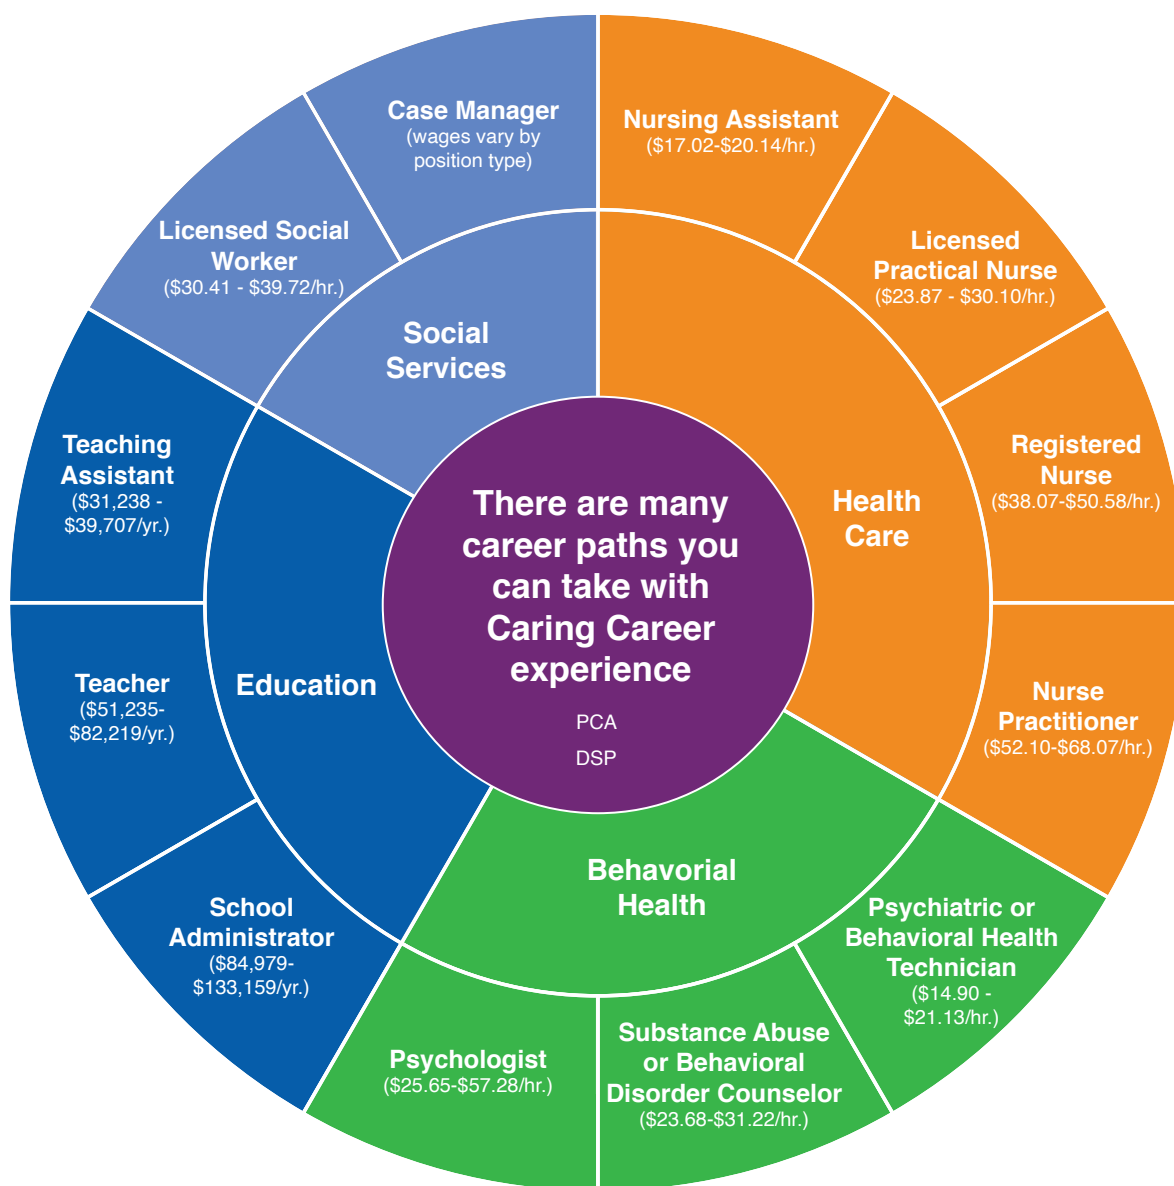 There are many
career paths you
can take with
Caring Career
experience
PCA
DSP
Health
Care
Nursing Assistant
($17.02-$20.14/hr.)
Licensed
Practical Nurse
($23.87 - $30.10/hr.)
Registered
Nurse
($38.07-$50.58/hr.)
Nurse
Practitioner
($52.10-$68.07/hr.)
Behavorial
Health
Psychiatric or
Behavioral Health
Technician
($14.90 -
$21.13/hr.)
Substance Abuse
or Behavioral
Disorder Counselor
($23.68-$31.22/hr.)
Psychologist
($25.65-$57.28/hr.)
Education
School
Administrator
($84,979-
$133,159/yr.)
Teacher
($51,235-
$82,219/yr.)
Teaching
Assistant
($31,238 -
$39,707/yr.)
Social
Services
Licensed Social
Worker
($30.41 - $39.72/hr.)
Case Manager
(wages vary by
position type)